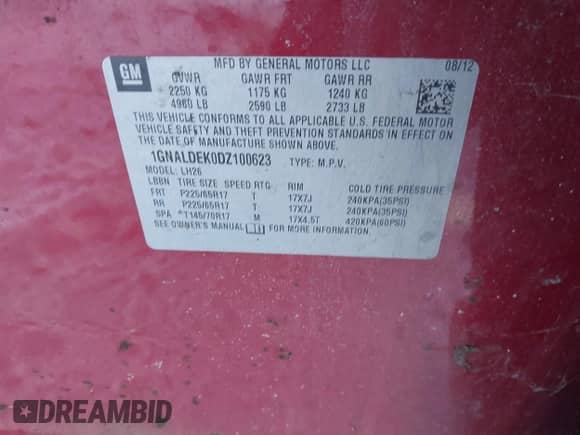 GM
MFD BY GENERAL MOTORS LLC 08/12
GVWR GAWR FRT GAWR RR
2250 KG 1175 KG 1240 KG
4960 LB 2590 LB 2733 LB
THIS VEHICLE CONFORMS TO ALL APPLICABLE U.S. FEDERAL MOTOR
VEHICLE SAFETY AND THEFT PREVENTION STANDARDS IN EFFECT ON
THE DATE OF MANUFACTURE SHOWN ABOVE.
1GNALDEK0DZ100623 TYPE: M.P.V.
MODEL: LH26
LBBN TIRE SIZE SPEED RTG RIM COLD TIRE PRESSURE
FRT P225/65R17 T 17X7J 240KPA(35PSI)
RR P225/65R17 T 17X7J 240KPA(35PSI)
SPA *T145/70R17 M 17X4.5T 420KPA(60PSI)
SEE OWNER'S MANUAL FOR MORE INFORMATION.
DREAMBID